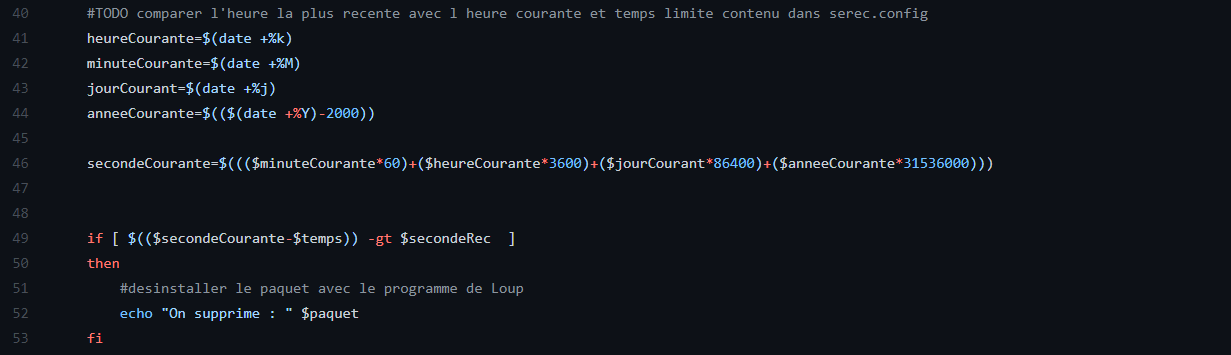 40 #TODO comparer l'heure la plus recente avec l heure courante et temps limite contenu dans serec.config
41 heureCourante=$(date +%k)
42 minuteCourante=$(date +%M)
43 jourCourant=$(date +%j)
44 anneeCourante=$(($(date +%Y)-2000))
45
46 secondeCourante=$((($minuteCourante*60)+($heureCourante*3600)+($jourCourant*86400)+($anneeCourante*31536000)))
47
48
49 if [ $(($secondeCourante-$temps)) -gt $secondeRec  ]
50 then
51 #desinstaller le paquet avec le programme de Loup
52 echo "On supprime : " $paquet
53 fi